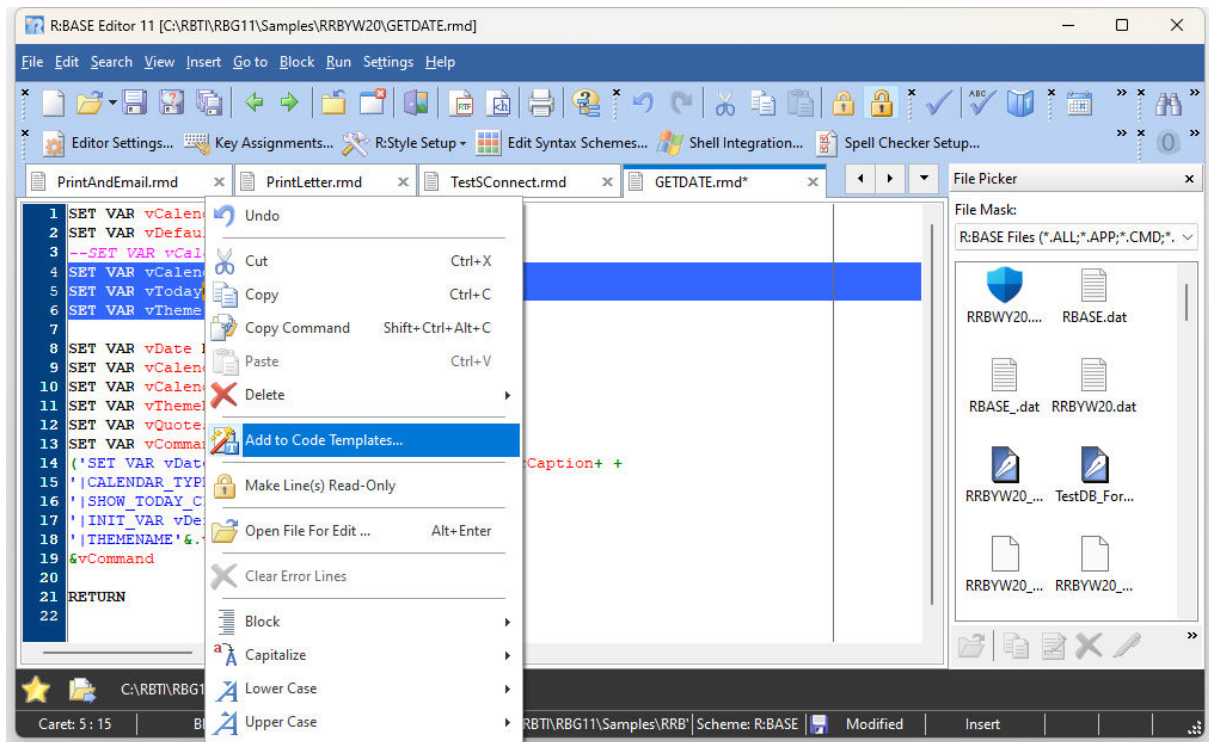 R:BASE Editor 11 [C:\RBTI\RBG11\Samples\RRBYW20\GETDATE.rmd]
File Edit Search View Insert Go to Block Run Settings Help
Editor Settings... Key Assignments... R:Style Setup Edit Syntax Schemes... Shell Integration... Spell Checker Setup...
PrintAndEmail.rmd PrintLetter.rmd TestSConnect.rmd GETDATE.rmd*
File Picker
File Mask:
R:BASE Files (*.ALL;*.APP;*.CMD;*.
1 SET VAR vCalen
2 SET VAR vDefau
3 --SET VAR vCal
4 SET VAR vCalen
5 SET VAR vToday
6 SET VAR vTheme
7
8 SET VAR vDate
9 SET VAR vCalen
10 SET VAR vCalen
11 SET VAR vTheme
12 SET VAR vQuote
13 SET VAR vComma
14 ('SET VAR vDat Caption+ +
15 '|CALENDAR_TYP
16 '|SHOW_TODAY_C
17 '|INIT_VAR vDe
18 '|THEMENAME'&.
19 &vCommand
20
21 RETURN
22
Undo
Cut Ctrl+X
Copy Ctrl+C
Copy Command Shift+Ctrl+Alt+C
Paste Ctrl+V
Delete
Add to Code Templates...
Make Line(s) Read-Only
Open File For Edit ... Alt+Enter
Clear Error Lines
Block
Capitalize
Lower Case
Upper Case
RRBWY20.... RBASE.dat
RBASE_.dat RRBYW20.dat
RRBYW20_... TestDB_For...
RRBYW20_... RRBYW20_...
C:\RBTI\RBG1
Caret: 5 : 15 Bl RBTI\RBG11\Samples\RRB' Scheme: R:BASE Modified Insert